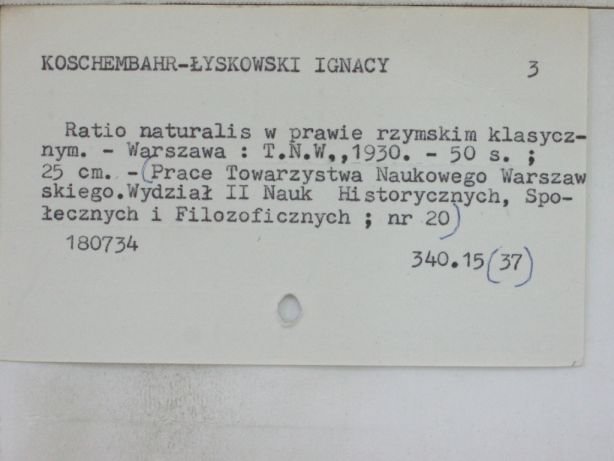 KOSCHEMBAHR-ŁYSKOWSKI IGNACY 3
Ratio naturalis w prawie rzymskim klasycz-
nym. - Warszawa : T.N.W,,1930. - 50 s. ;
25 cm. -(Prace Towarzystwa Naukowego Warszaw
skiego.Wydział II Nauk Historycznych, Spo-
łecznych i Filozoficznych ; nr 20)
180734
340.15(37)